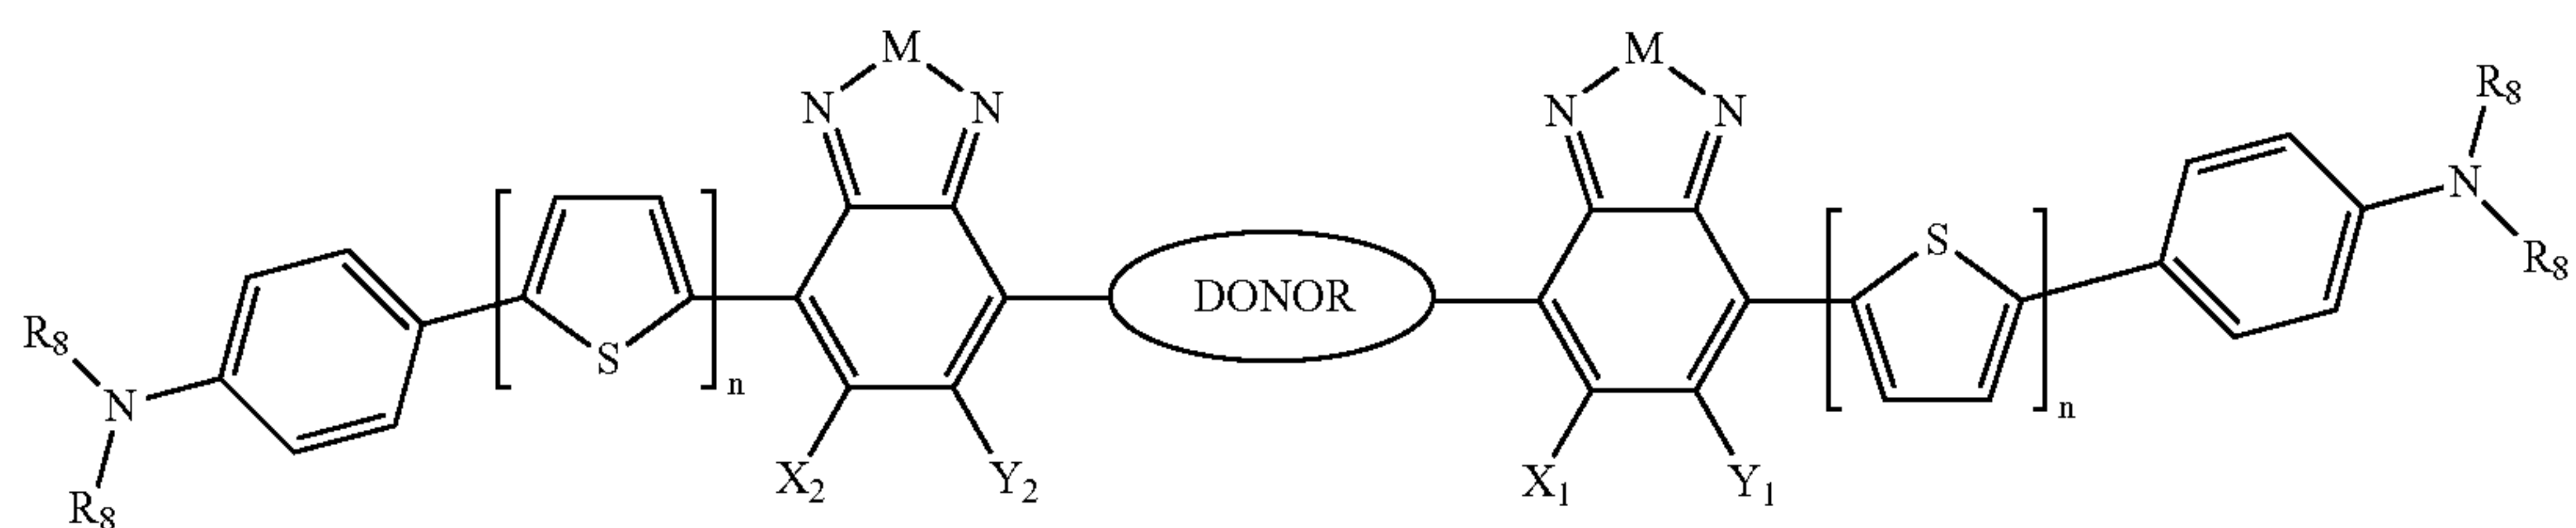 M M
N N N N R₈
S N
DONOR
R₈ S n n R₈
N
X₂ Y₂ X₁ Y₁
R₈